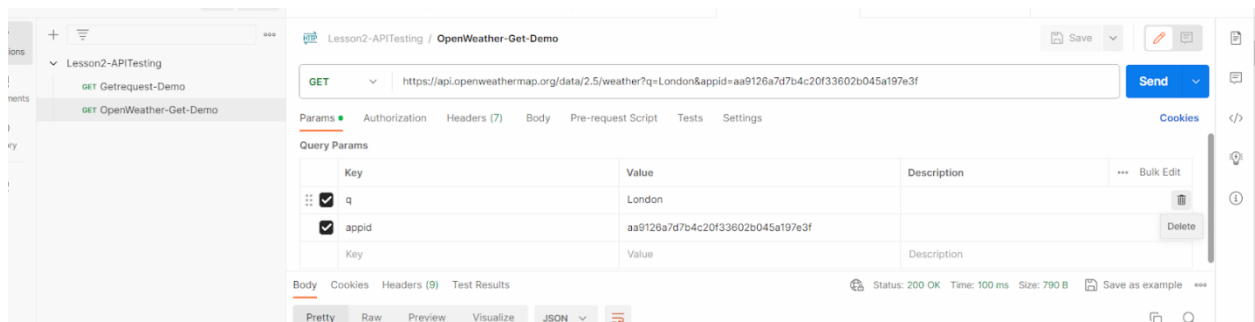 ions
ments
ry
Lesson2-APITesting
GET Getrequest-Demo
GET OpenWeather-Get-Demo
HTTP Lesson2-APITesting / OpenWeather-Get-Demo
Save
GET https://api.openweathermap.org/data/2.5/weather?q=London&appid=aa9126a7d7b4c20f33602b045a197e3f Send
Params Authorization Headers (7) Body Pre-request Script Tests Settings Cookies
Query Params
Key Value Description Bulk Edit
q London
appid aa9126a7d7b4c20f33602b045a197e3f Delete
Key Value Description
Body Cookies Headers (9) Test Results Status: 200 OK Time: 100 ms Size: 790 B Save as example
Pretty Raw Preview Visualize JSON